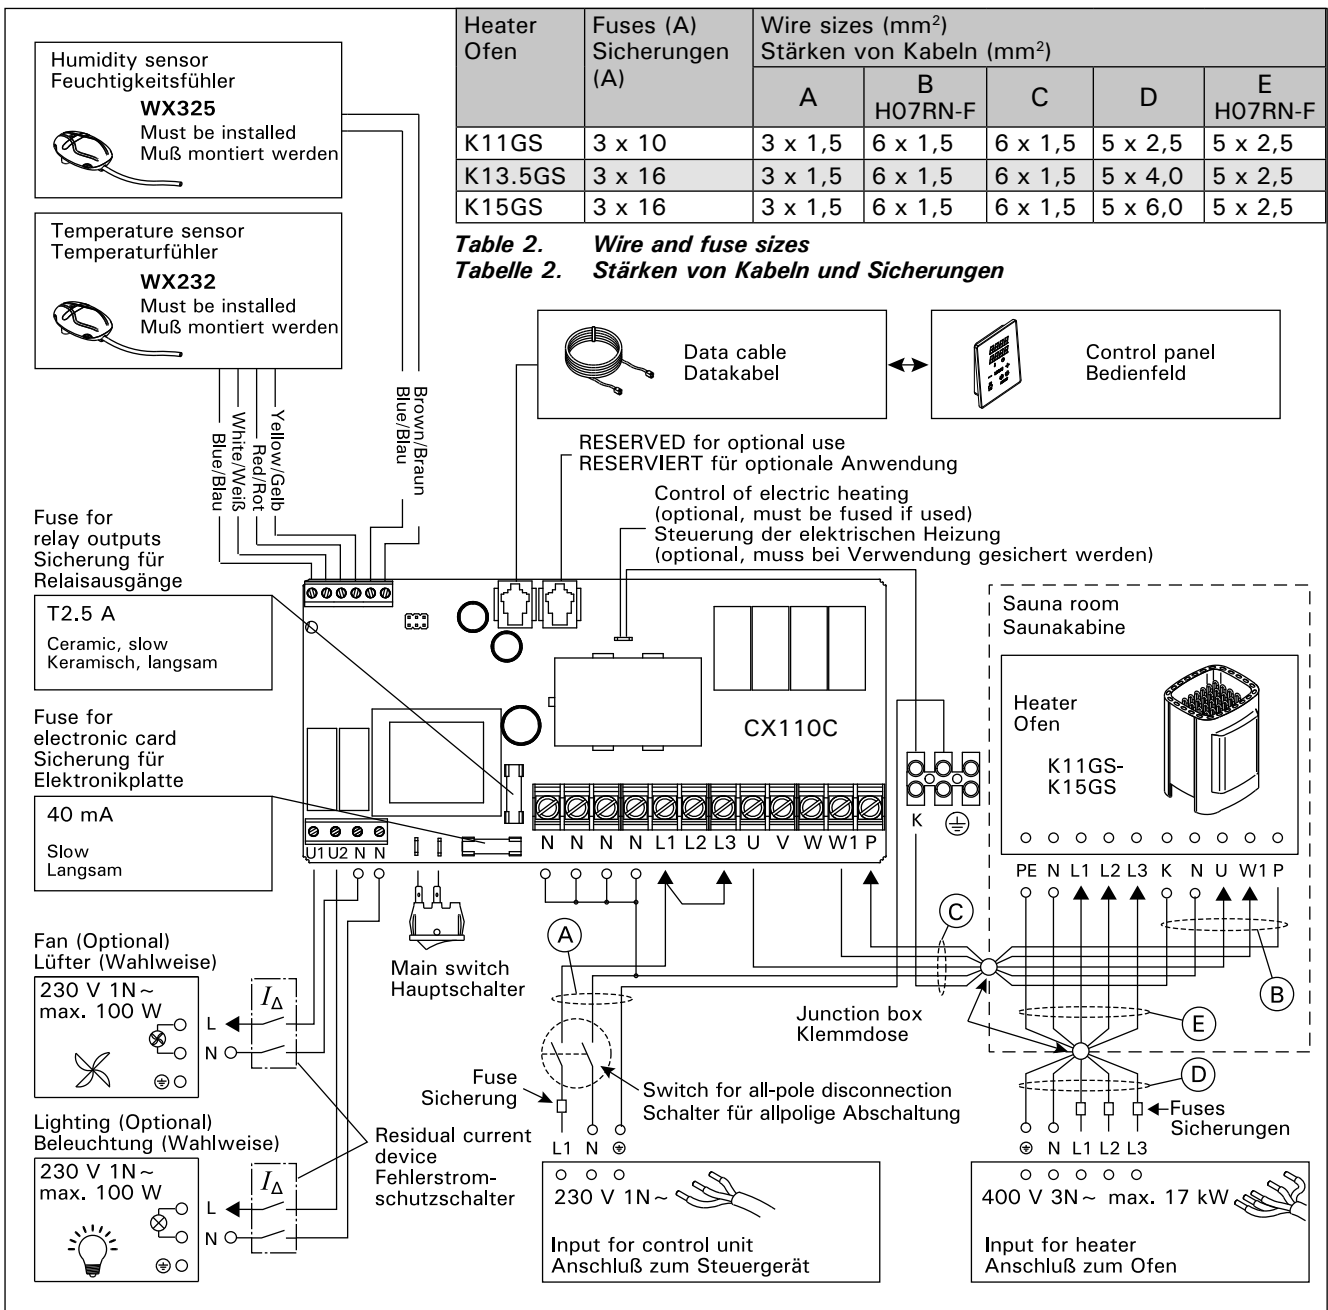 Heater
Ofen
Fuses (A)
Sicherungen
(A)
Wire sizes (mm²)
Stärken von Kabeln (mm²)
A
B
H07RN-F
C
D
E
H07RN-F
K11GS 3 x 10 3 x 1,5 6 x 1,5 6 x 1,5 5 x 2,5 5 x 2,5
K13.5GS 3 x 16 3 x 1,5 6 x 1,5 6 x 1,5 5 x 4,0 5 x 2,5
K15GS 3 x 16 3 x 1,5 6 x 1,5 6 x 1,5 5 x 6,0 5 x 2,5
Table 2. Wire and fuse sizes
Tabelle 2. Stärken von Kabeln und Sicherungen
Humidity sensor
Feuchtigkeitsfühler
WX325
Must be installed
Muß montiert werden
Temperature sensor
Temperaturfühler
WX232
Must be installed
Muß montiert werden
Data cable
Datakabel
Control panel
Bedienfeld
Brown/Braun
Blue/Blau
Yellow/Gelb
Red/Rot
White/Weiß
Blue/Blau
RESERVED for optional use
RESERVIERT für optionale Anwendung
Control of electric heating
(optional, must be fused if used)
Steuerung der elektrischen Heizung
(optional, muss bei Verwendung gesichert werden)
Fuse for
relay outputs
Sicherung für
Relaisausgänge
T2.5 A
Ceramic, slow
Keramisch, langsam
Fuse for
electronic card
Sicherung für
Elektronikplatte
40 mA
Slow
Langsam
CX110C
U1 U2 N N
N N N N L1 L2 L3 U V W W1 P
K
Sauna room
Saunakabine
Heater
Ofen
K11GS-
K15GS
PE N L1 L2 L3 K N U W1 P
A
C
B
E
D
Main switch
Hauptschalter
Junction box
Klemmdose
Fan (Optional)
Lüfter (Wahlweise)
230 V 1N~
max. 100 W
L
N
I∆
Lighting (Optional)
Beleuchtung (Wahlweise)
230 V 1N~
max. 100 W
L
N
I∆
Residual current
device
Fehlerstrom-
schutzschalter
Fuse
Sicherung
Switch for all-pole disconnection
Schalter für allpolige Abschaltung
L1 N
230 V 1N~
Input for control unit
Anschluß zum Steuergerät
Fuses
Sicherungen
N L1 L2 L3
400 V 3N~ max. 17 kW
Input for heater
Anschluß zum Ofen